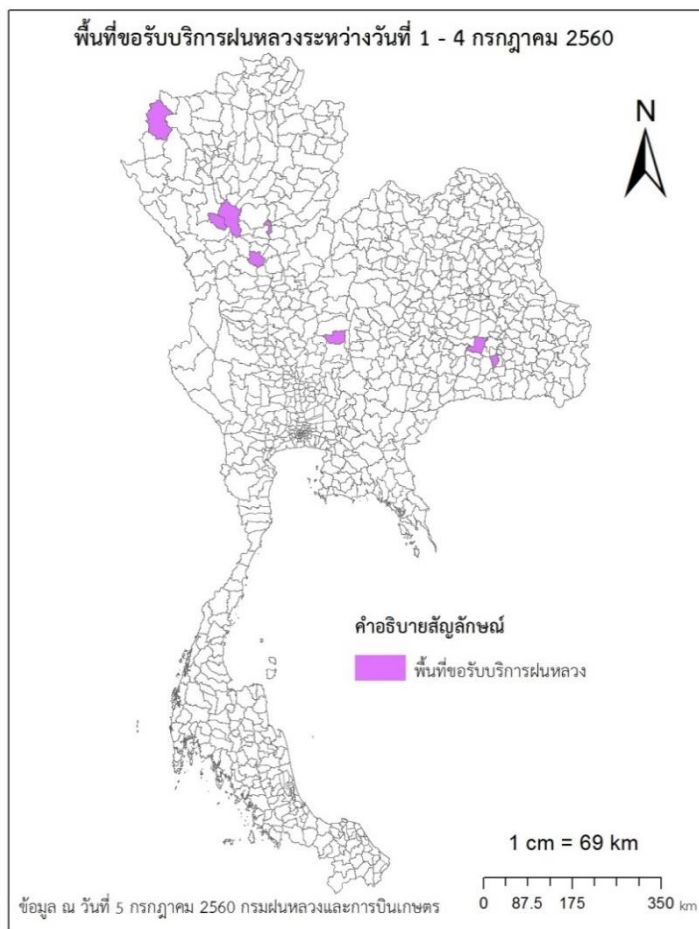 พื้นที่ขอรับบริการฝนหลวงระหว่างวันที่ 1 - 4 กรกฎาคม 2560
N
คำอธิบายสัญลักษณ์
พื้นที่ขอรับบริการฝนหลวง
1 cm = 69 km
0 87.5 175 350 km
ข้อมูล ณ วันที่ 5 กรกฎาคม 2560 กรมฝนหลวงและการบินเกษตร